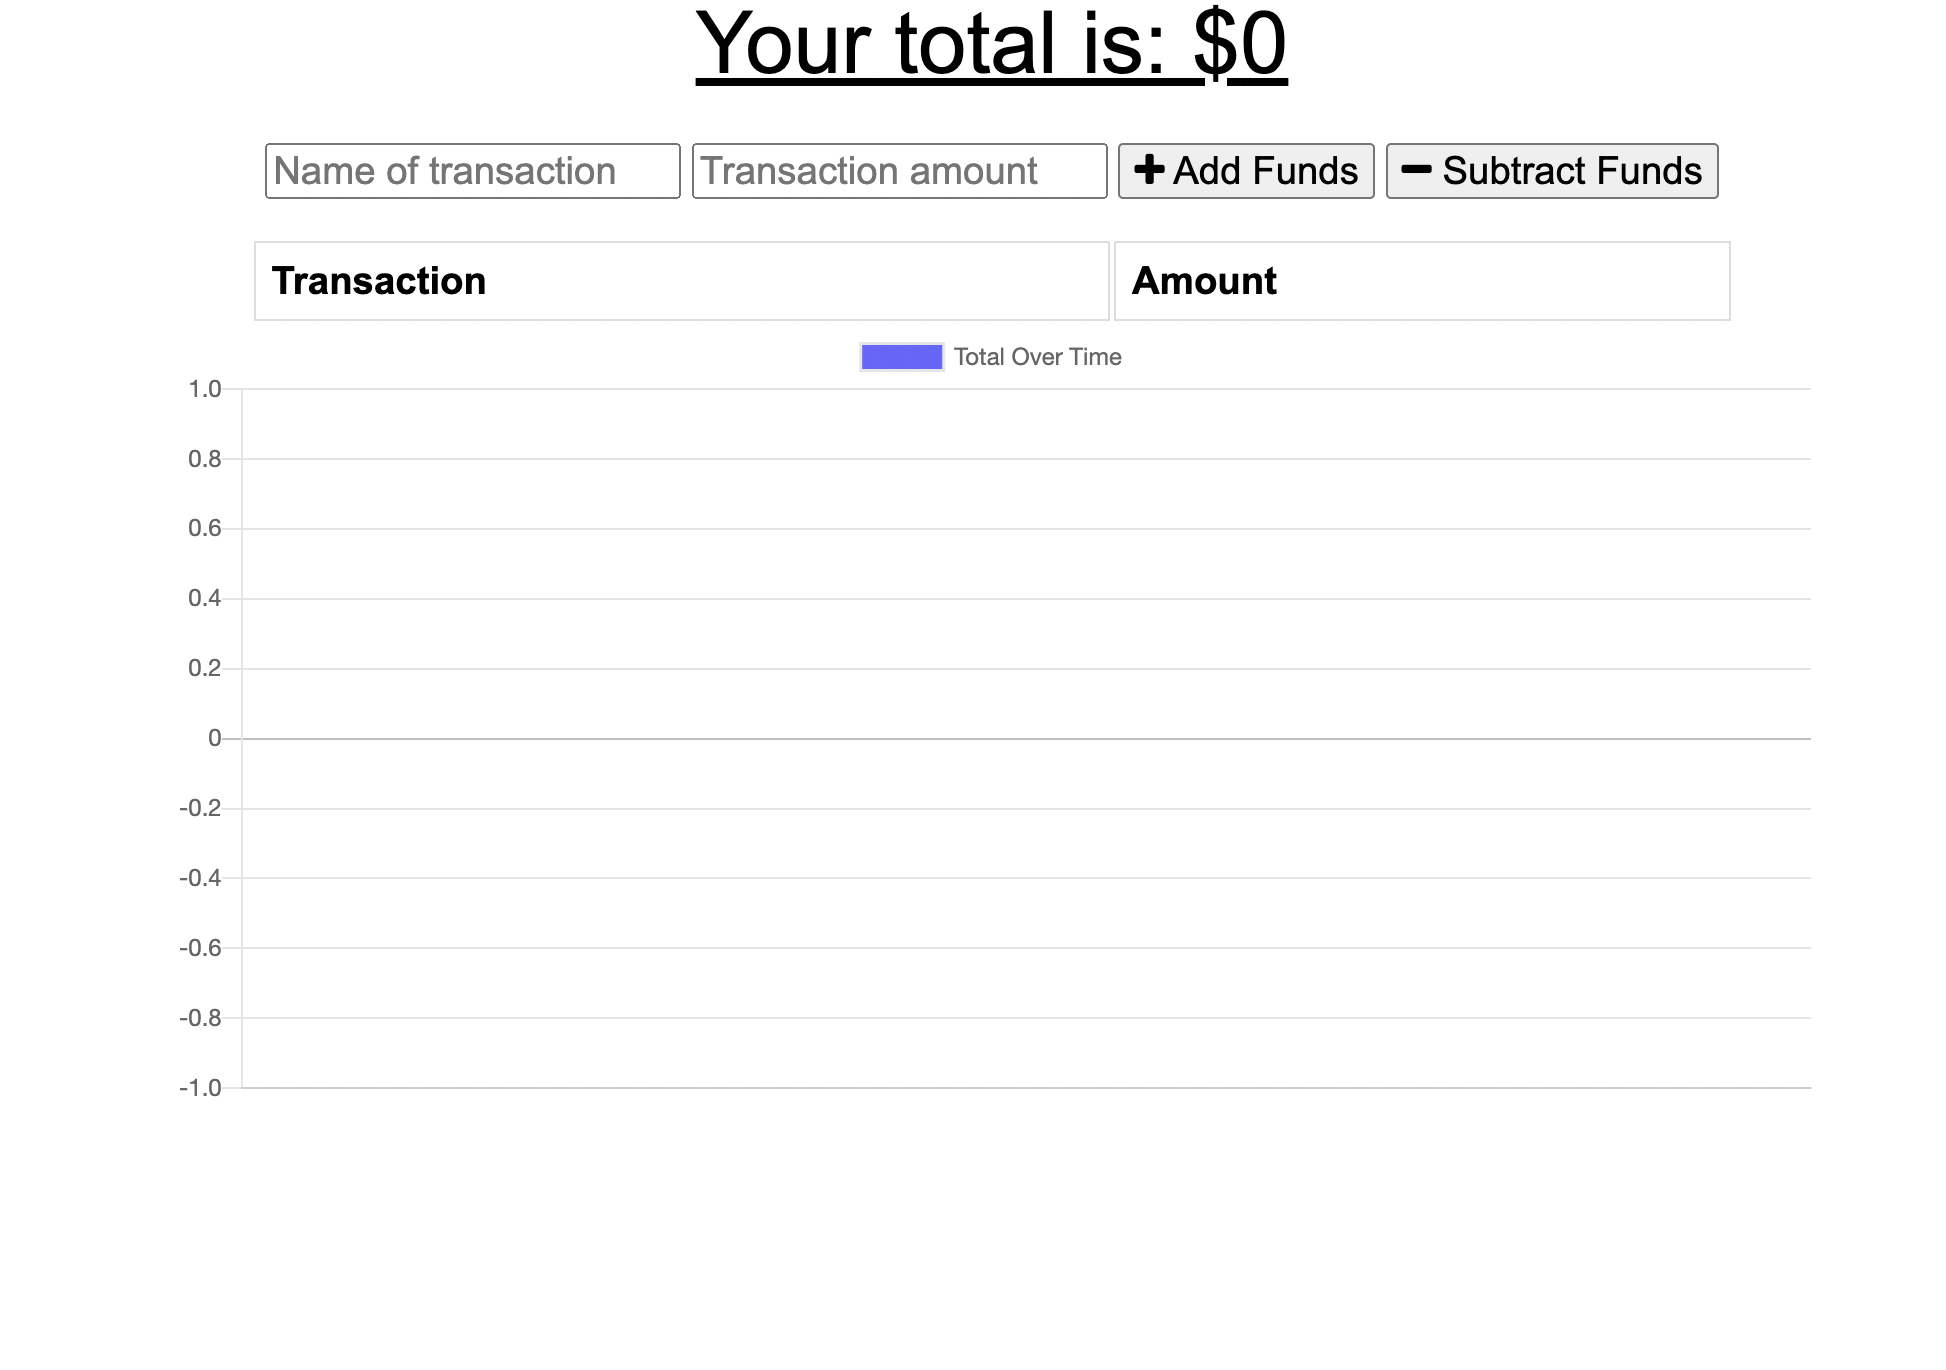 Your total is: $0
Name of transaction Transaction amount Add Funds Subtract Funds
Transaction Amount
Total Over Time
1.0
0.8
0.6
0.4
0.2
0
-0.2
-0.4
-0.6
-0.8
-1.0